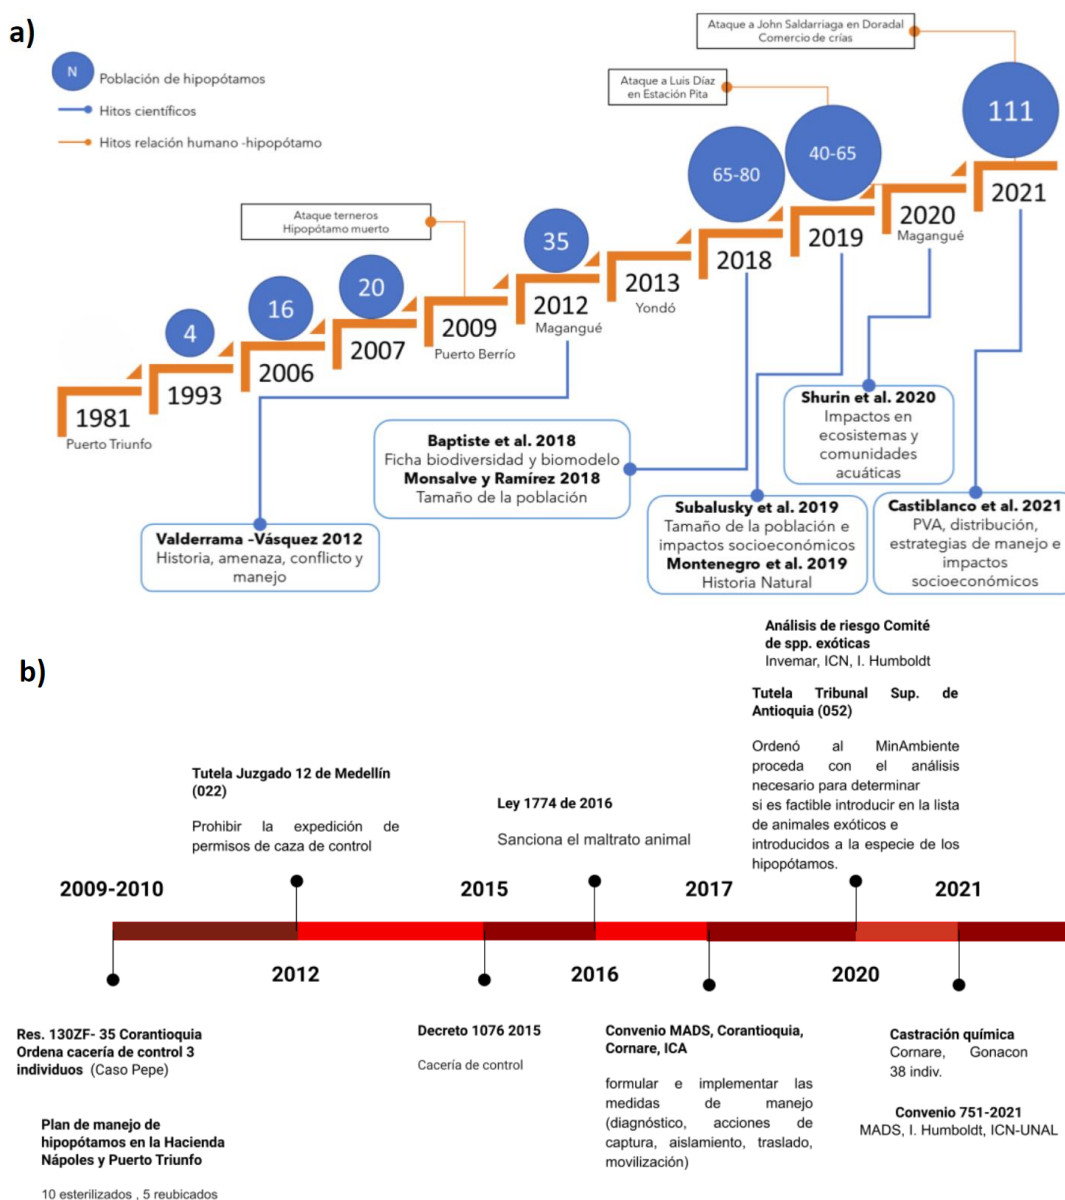 a)
N
Población de hipopótamos
Hitos científicos
Hitos relación humano -hipopótamo
Ataque a John Saldarriaga en Doradal
Comercio de crías
Ataque a Luis Díaz
en Estación Pita
Ataque terneros
Hipopótamo muerto
1981
Puerto Triunfo
4
1993
16
2006
20
2007
2009
Puerto Berrío
35
2012
Magangué
2013
Yondó
65-80
2018
40-65
2019
2020
Magangué
111
2021
Valderrama –Vásquez 2012
Historia, amenaza, conflicto y
manejo
Baptiste et al. 2018
Ficha biodiversidad y biomodelo
Monsalve y Ramírez 2018
Tamaño de la población
Subalusky et al. 2019
Tamaño de la población e
impactos socioeconómicos
Montenegro et al. 2019
Historia Natural
Shurin et al. 2020
Impactos en
ecosistemas y
comunidades
acuáticas
Castiblanco et al. 2021
PVA, distribución,
estrategias de manejo e
impactos
socioeconómicos
b)
Tutela Juzgado 12 de Medellín
(022)
Prohibir la expedición de
permisos de caza de control
Ley 1774 de 2016
Sanciona el maltrato animal
Análisis de riesgo Comité
de spp. exóticas
Invemar, ICN, I. Humboldt
Tutela Tribunal Sup. de
Antioquia (052)
Ordenó al MinAmbiente
proceda con el análisis
necesario para determinar
si es factible introducir en la lista
de animales exóticos e
introducidos a la especie de los
hipopótamos.
2009-2010
2015
2017
2021
2012
2016
2020
Res. 130ZF- 35 Corantioquia
Ordena cacería de control 3
individuos (Caso Pepe)
Plan de manejo de
hipopótamos en la Hacienda
Nápoles y Puerto Triunfo
10 esterilizados , 5 reubicados
Decreto 1076 2015
Cacería de control
Convenio MADS, Corantioquia,
Cornare, ICA
formular e implementar las
medidas de manejo
(diagnóstico, acciones de
captura, aislamiento, traslado,
movilización)
Castración química
Cornare, Gonacon
38 indiv.
Convenio 751-2021
MADS, I. Humboldt, ICN-UNAL